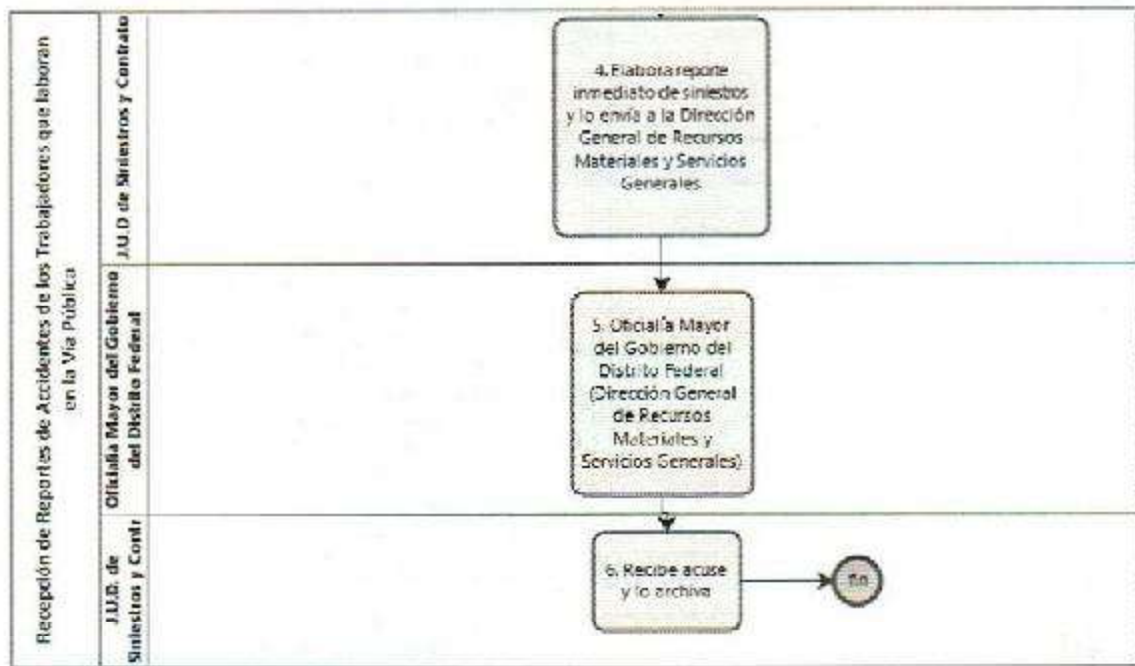 Recepción de Reportes de Accidentes de los Trabajadores que laboran
en la Vía Pública
J.U.D de Siniestros y Contrato
4. Elabora reporte
inmediato de siniestros
y lo envía a la Dirección
General de Recursos
Materiales y Servicios
Generales
Oficialía Mayor del Gobierno
del Distrito Federal
5. Oficialía Mayor
del Gobierno del
Distrito Federal
(Dirección General
de Recursos
Materiales y
Servicios Generales)
J.U.D. de
Siniestros y Contr
6. Recibe acuse
y lo archiva
fin